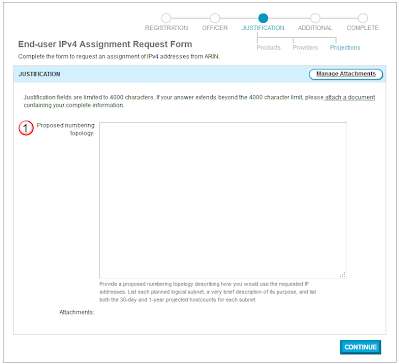 REGISTRATION OFFICER JUSTIFICATION ADDITIONAL COMPLETE
End-user IPv4 Assignment Request Form
Products Providers Projections
Complete the form to request an assignment of IPv4 addresses from ARIN.
JUSTIFICATION
Manage Attachments
Justification fields are limited to 4000 characters. If your answer extends beyond the 4000 character limit, please attach a document
containing your complete information.
1 Proposed numbering
topology:
Provide a proposed numbering topology describing how you would use the requested IP
addresses. List each planned logical subnet, a very brief description of its purpose, and list
both the 30-day and 1-year projected hostcounts for each subnet.
Attachments:
CONTINUE